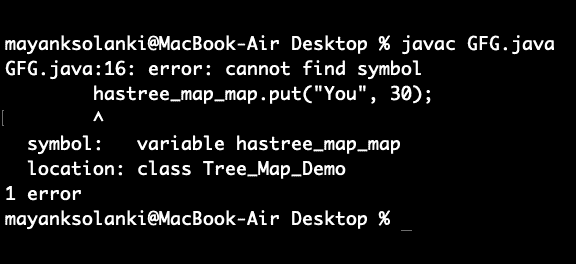 mayanksolanki@MacBook-Air Desktop % javac GFG.java
GFG.java:16: error: cannot find symbol
        hastree_map_map.put("You", 30);
        ^
  symbol:   variable hastree_map_map
  location: class Tree_Map_Demo
1 error
mayanksolanki@MacBook-Air Desktop % _